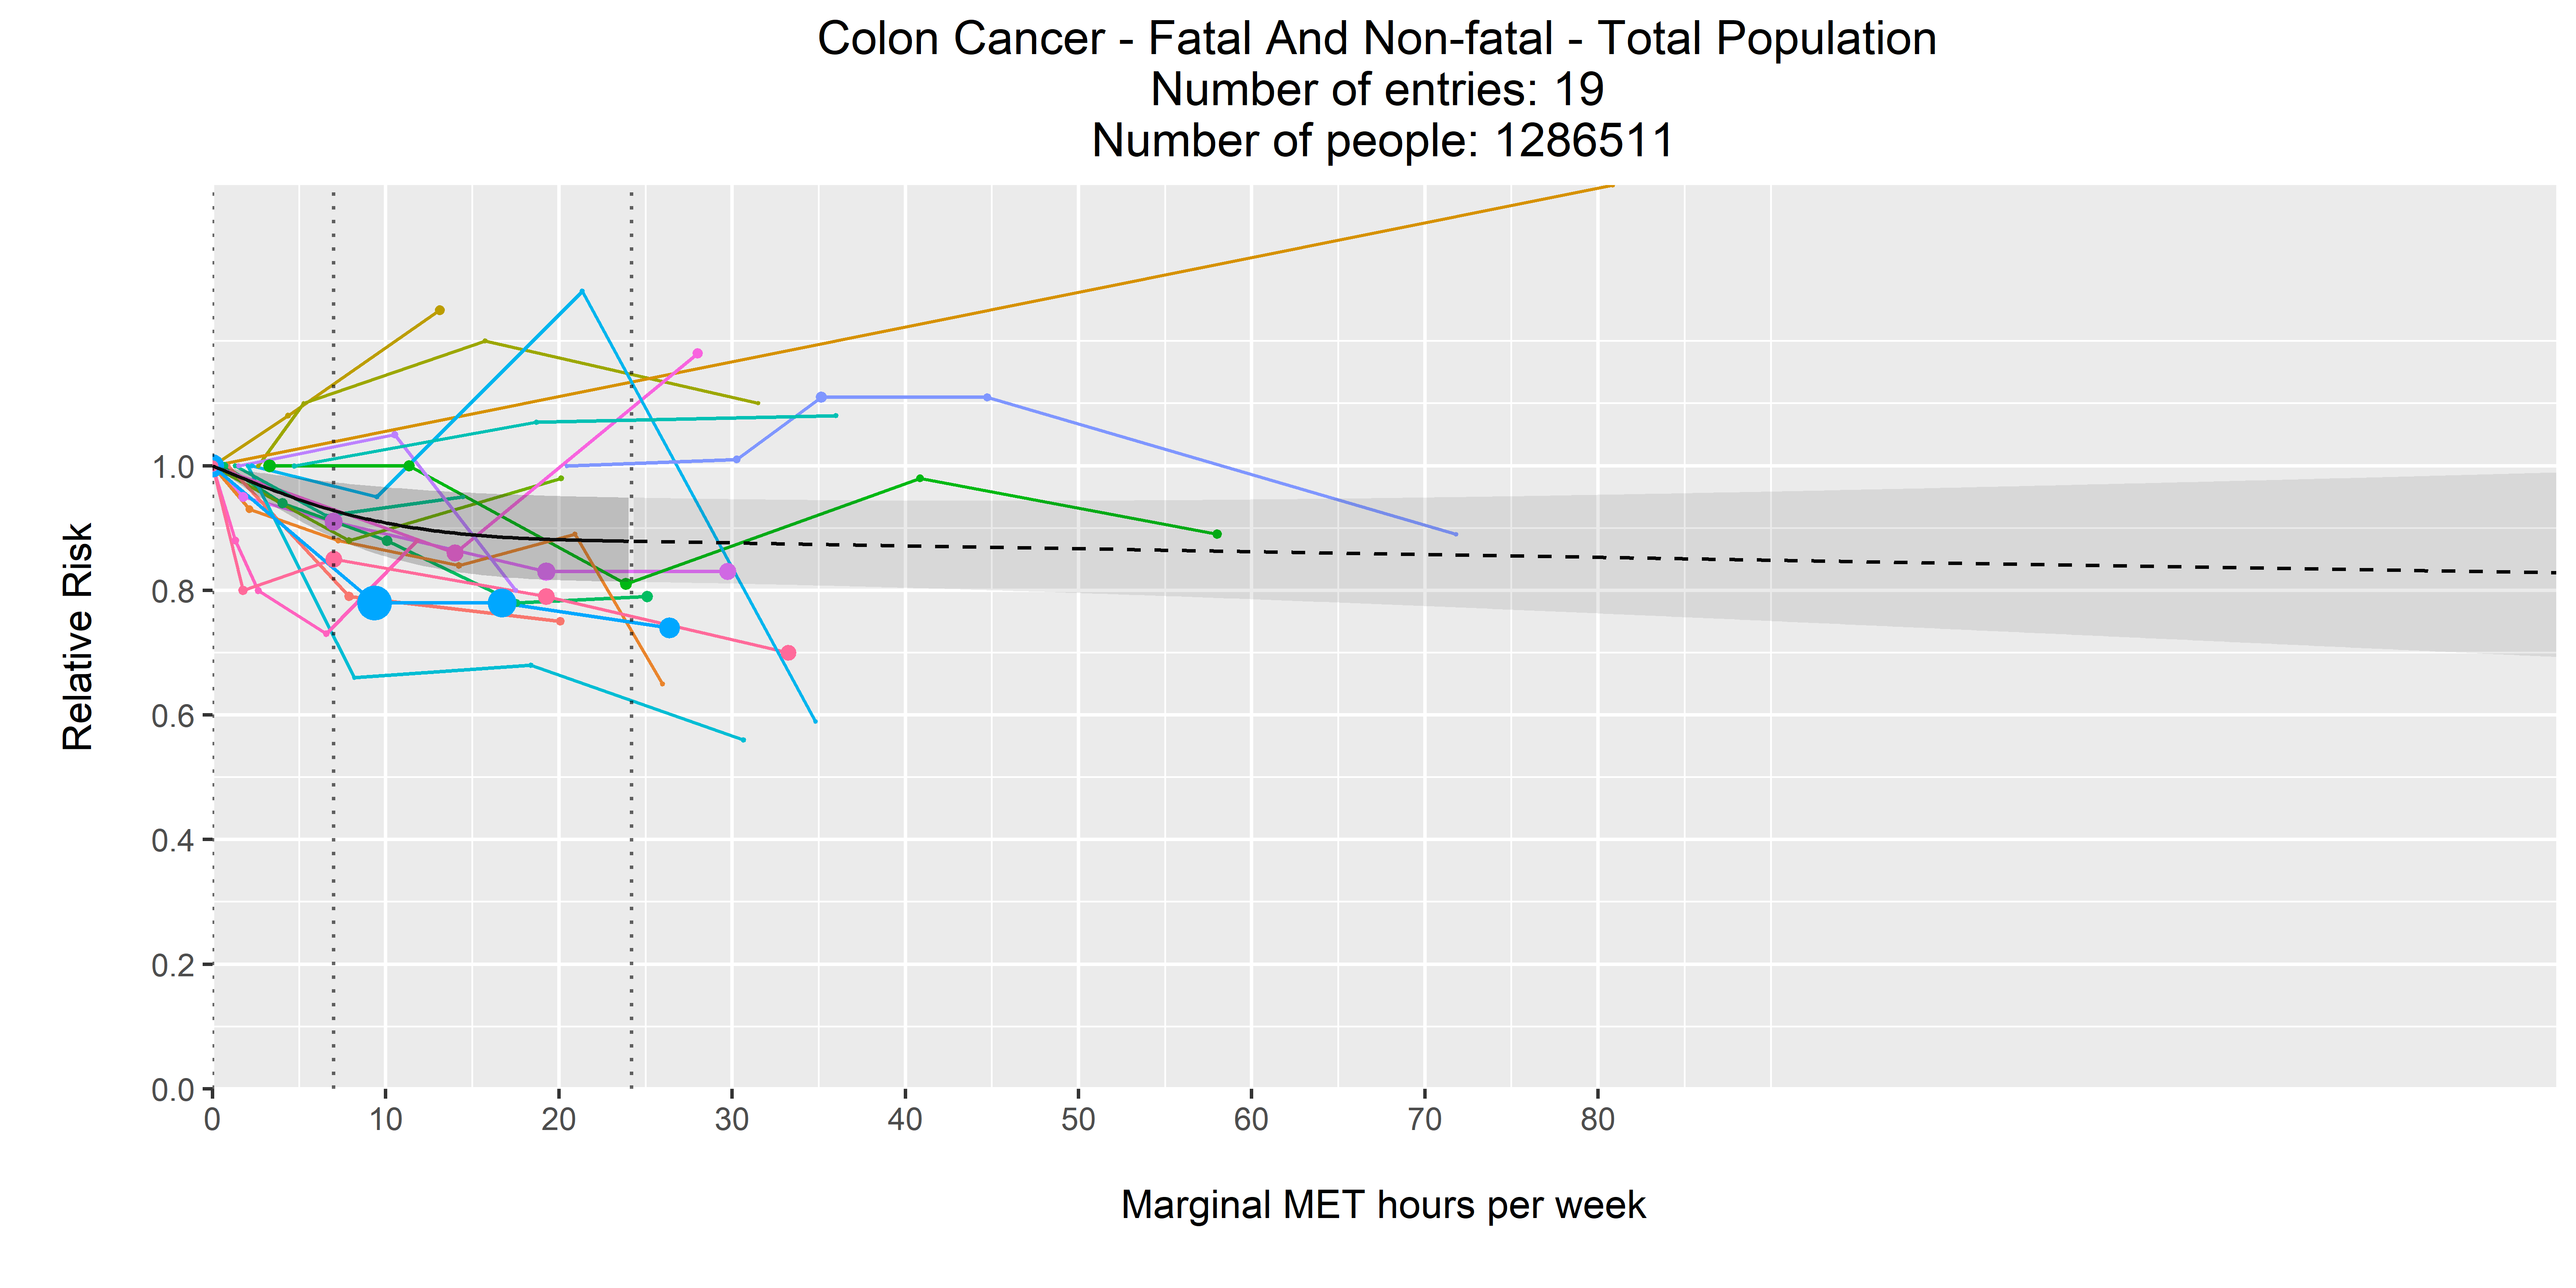 Colon Cancer - Fatal And Non-fatal - Total Population
Number of entries: 19
Number of people: 1286511
Relative Risk
1.0
0.8
0.6
0.4
0.2
0.0
0 10 20 30 40 50 60 70 80
Marginal MET hours per week